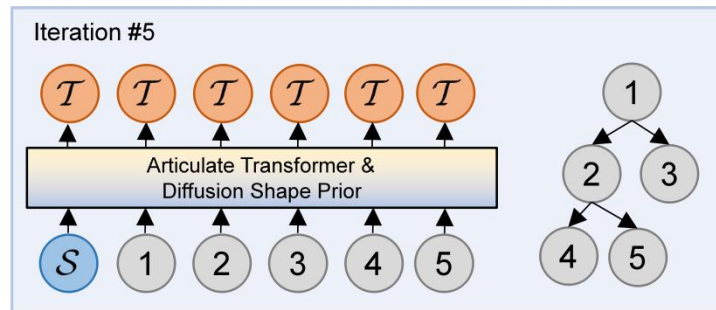 Iteration #5
𝒯 𝒯 𝒯 𝒯 𝒯 𝒯
Articulate Transformer &
Diffusion Shape Prior
𝒮 1 2 3 4 5
1
2 3
4 5